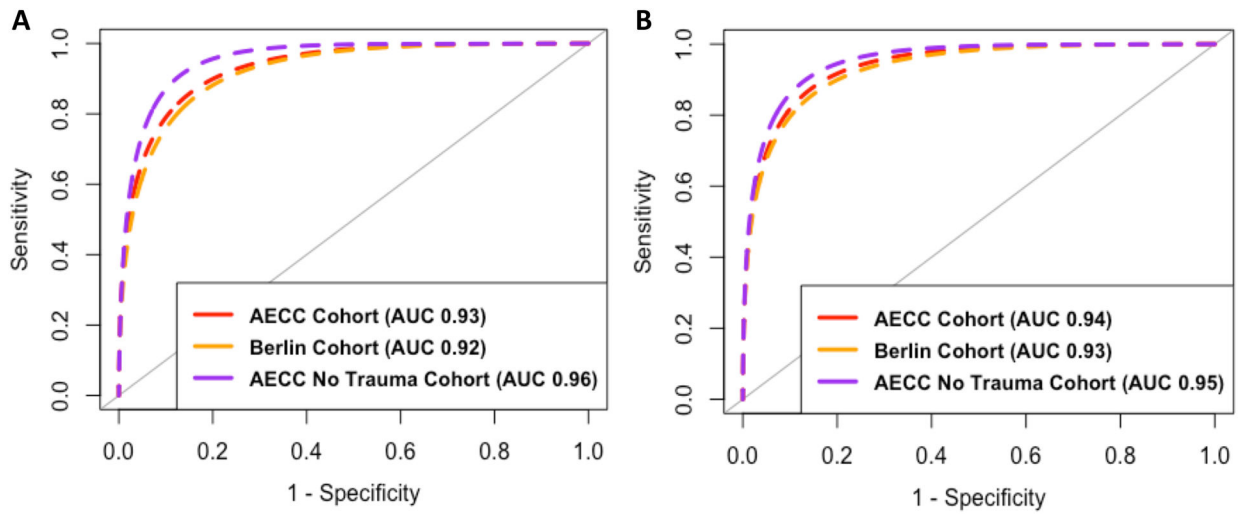 A
Sensitivity
1.0
0.8
0.6
0.4
0.2
0.0
AECC Cohort (AUC 0.93)
Berlin Cohort (AUC 0.92)
AECC No Trauma Cohort (AUC 0.96)
0.0 0.2 0.4 0.6 0.8 1.0
1 - Specificity
B
Sensitivity
1.0
0.8
0.6
0.4
0.2
0.0
AECC Cohort (AUC 0.94)
Berlin Cohort (AUC 0.93)
AECC No Trauma Cohort (AUC 0.95)
0.0 0.2 0.4 0.6 0.8 1.0
1 - Specificity